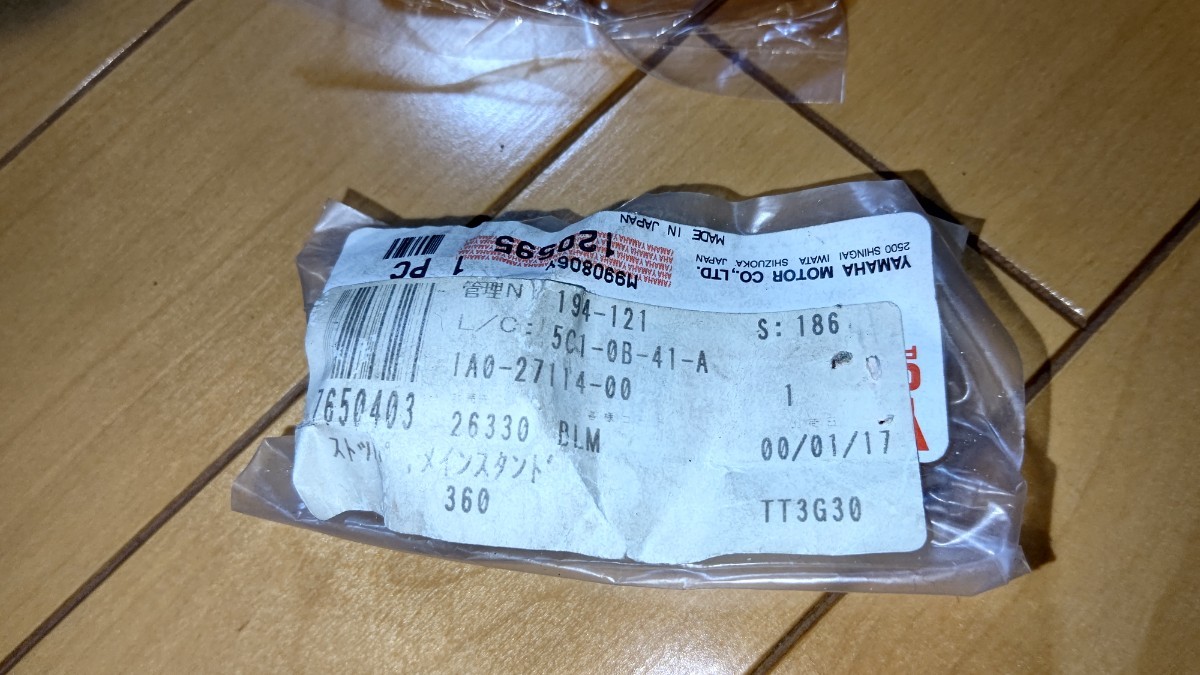 YAMAHA MOTOR CO.,LTD.
2500 SHINGAI IWATA SHIZUOKA, JAPAN
MADE IN JAPAN
M990806Y
120695
1 PC
管理N 194-121 S: 186
L/C: 5C1-0B-41-A
1A0-27114-00 1
7650403 26330 BLM 00/01/17
ストッパ ,メインスタンド
360 TT3G30